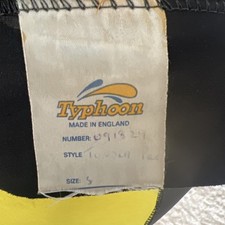 Typhoon
MADE IN ENGLAND
NUMBER:
STYLE
SIZE: S